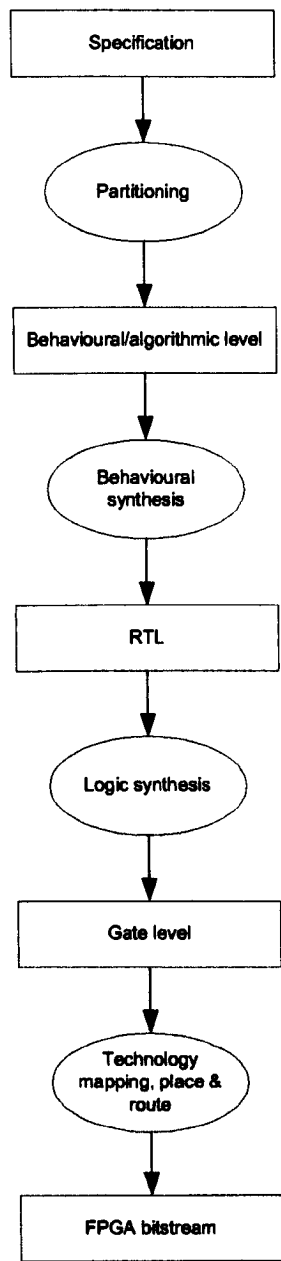 Specification
Partitioning
Behavioural/algorithmic level
Behavioural
synthesis
RTL
Logic synthesis
Gate level
Technology
mapping, place &
route
FPGA bitstream